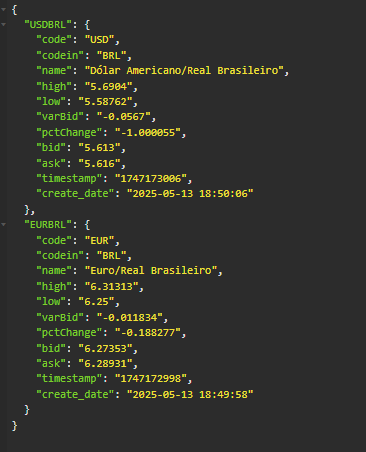 {
"USDBRL": {
"code": "USD",
"codein": "BRL",
"name": "Dólar Americano/Real Brasileiro",
"high": "5.6904",
"low": "5.58762",
"varBid": "-0.0567",
"pctChange": "-1.000055",
"bid": "5.613",
"ask": "5.616",
"timestamp": "1747173006",
"create_date": "2025-05-13 18:50:06"
},
"EURBRL": {
"code": "EUR",
"codein": "BRL",
"name": "Euro/Real Brasileiro",
"high": "6.31313",
"low": "6.25",
"varBid": "-0.011834",
"pctChange": "-0.188277",
"bid": "6.27353",
"ask": "6.28931",
"timestamp": "1747172998",
"create_date": "2025-05-13 18:49:58"
}
}